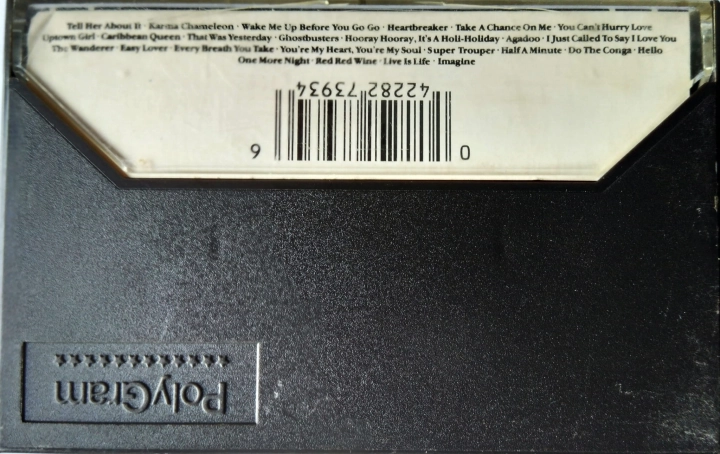 Tell Her About It · Karma Chameleon · Wake Me Up Before You Go Go · Heartbreaker · Take A Chance On Me · You Can't Hurry Love
Uptown Girl · Caribbean Queen · That Was Yesterday · Ghostbusters · Hooray Hooray, It's A Holi-Holiday · Agadoo · I Just Called To Say I Love You
The Wanderer · Easy Lover · Every Breath You Take · You're My Heart, You're My Soul · Super Trouper · Half A Minute · Do The Conga · Hello
One More Night · Red Red Wine · Live Is Life · Imagine
0 42282 73934 6
PolyGram